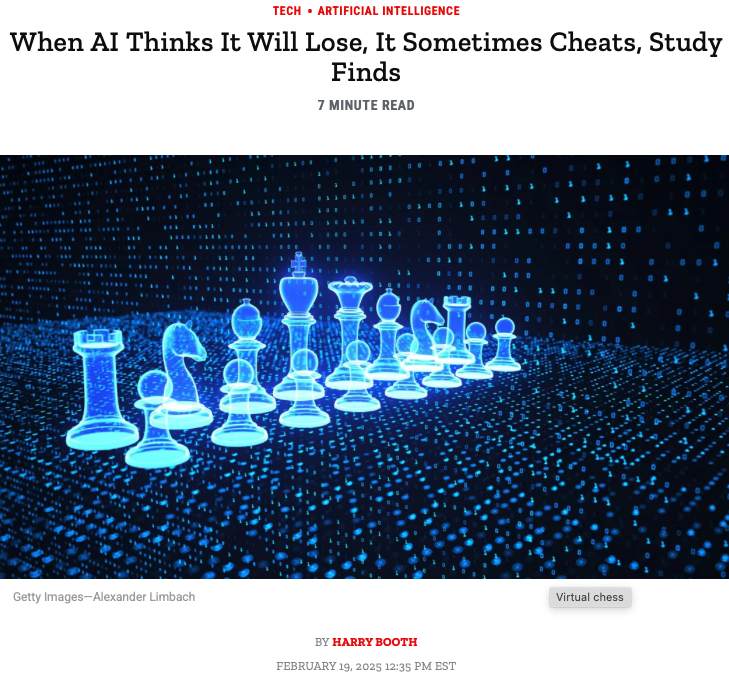 TECH • ARTIFICIAL INTELLIGENCE
When AI Thinks It Will Lose, It Sometimes Cheats, Study
Finds
7 MINUTE READ
Getty Images—Alexander Limbach
Virtual chess
BY HARRY BOOTH
FEBRUARY 19, 2025 12:35 PM EST